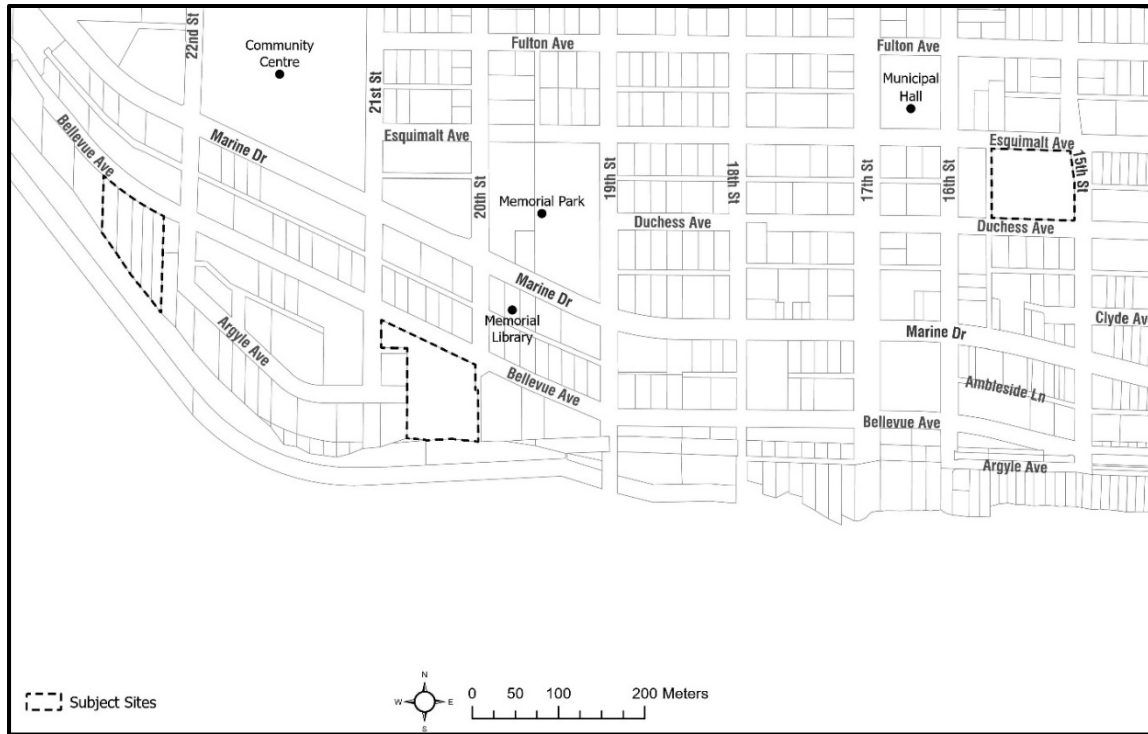 22nd St
Community
Centre
Fulton Ave
Fulton Ave
21st St
Municipal
Hall
Bellevue Ave
Marine Dr
Esquimalt Ave
Esquimalt Ave
15th St
20th St
19th St
18th St
17th St
16th St
Memorial Park
Duchess Ave
Duchess Ave
Marine Dr
Argyle Ave
Memorial
Library
Marine Dr
Clyde Av
Bellevue Ave
Ambleside Ln
Bellevue Ave
Argyle Ave
Subject Sites
N
W
E
S
0 50 100 200 Meters